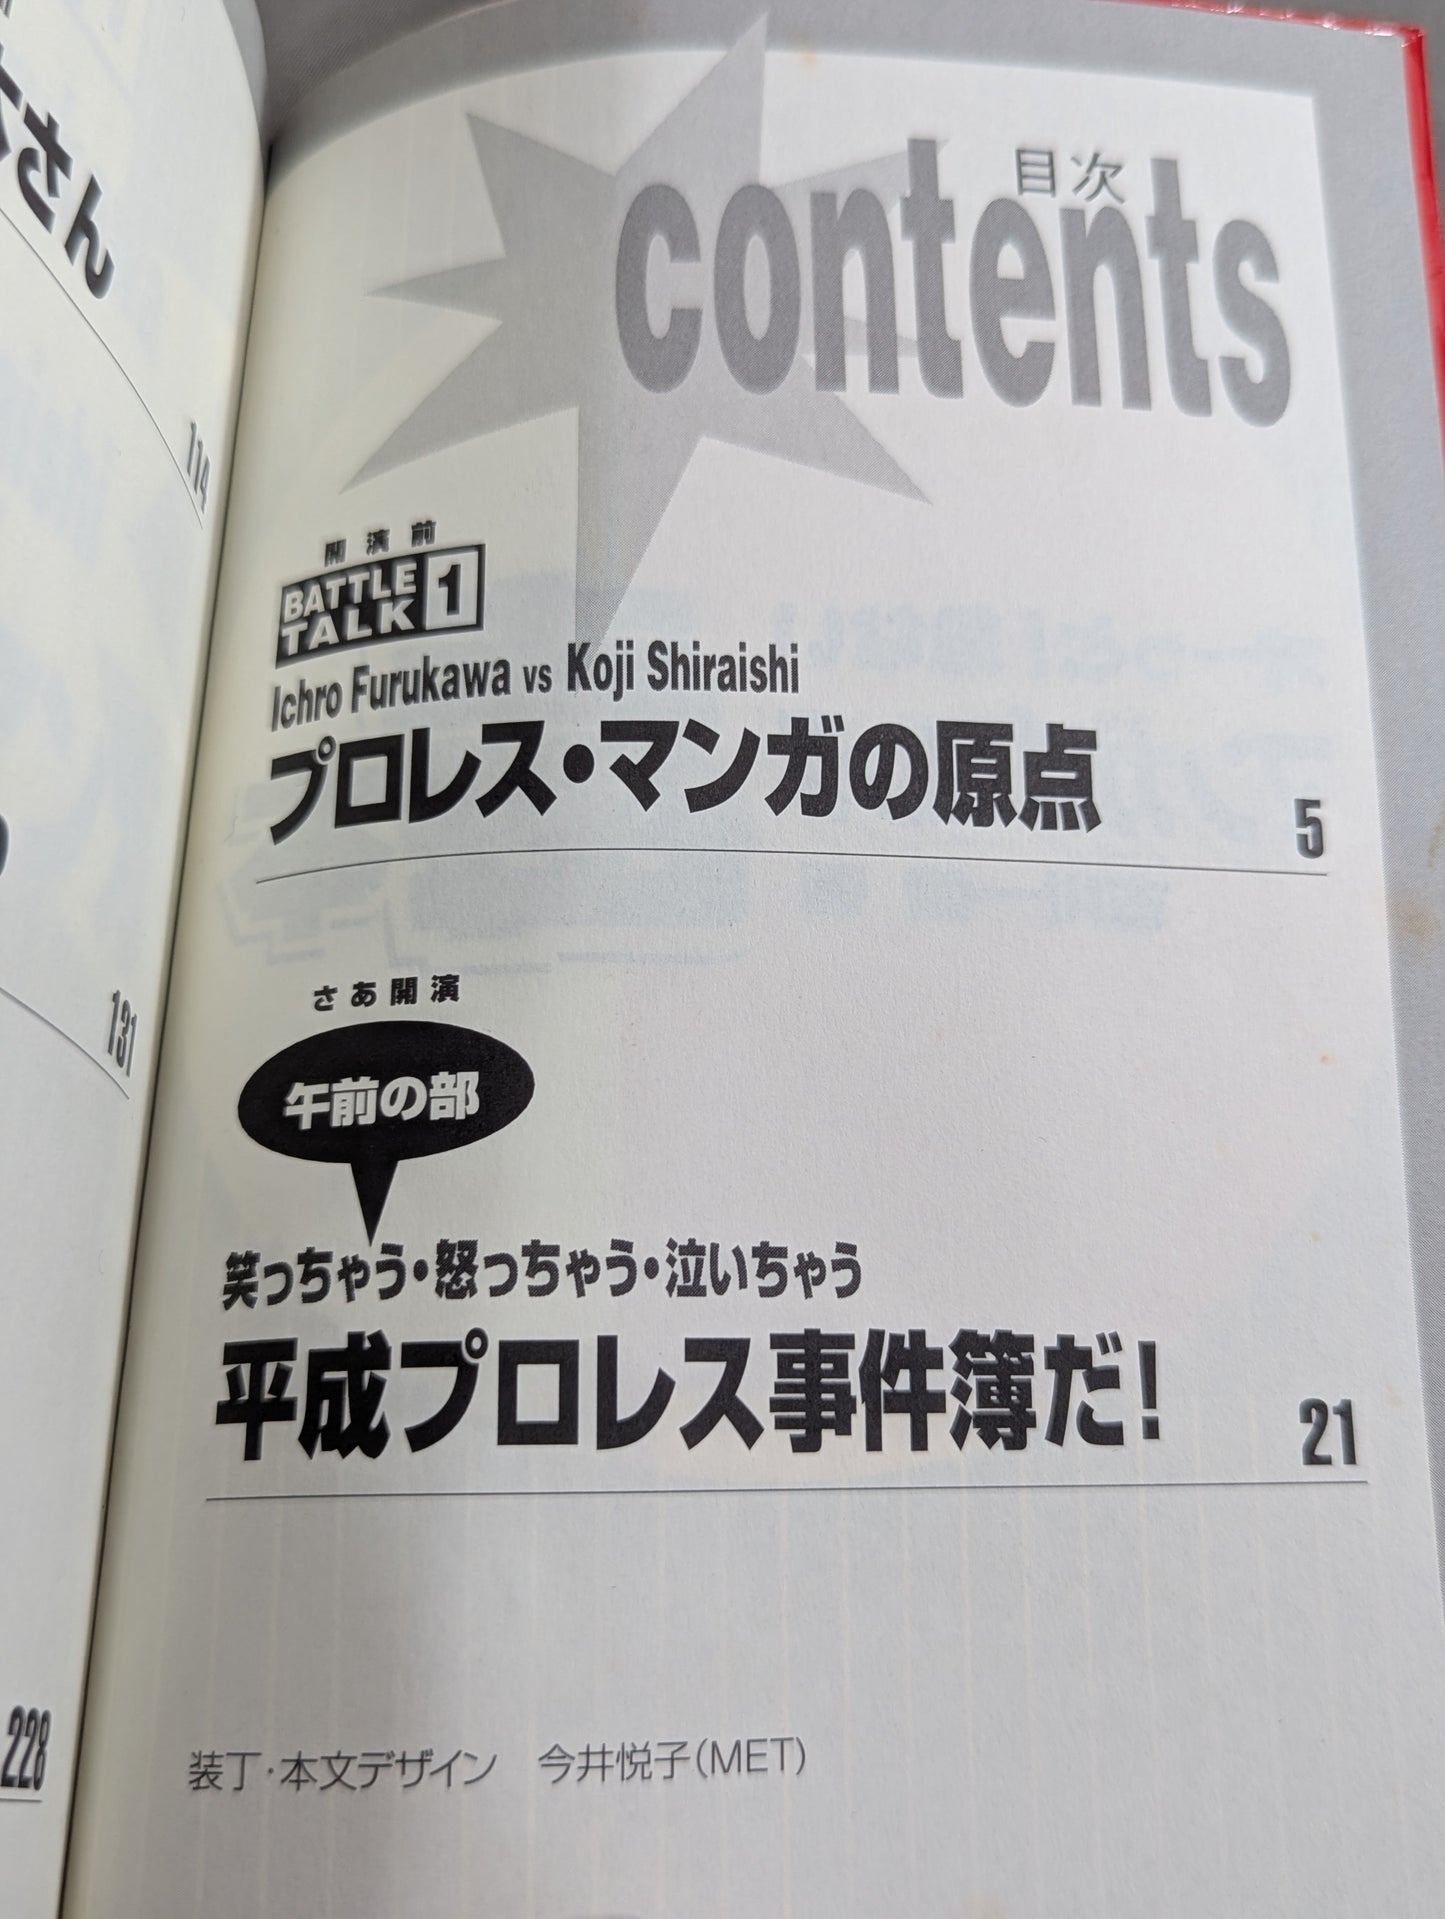 目次
contents
開演前
BATTLE
TALK 1
Ichro Furukawa vs Koji Shiraishi
プロレス・マンガの原点
5
さあ開演
午前の部
笑っちゃう・怒っちゃう・泣いちゃう
平成プロレス事件簿だ!
21
装丁・本文デザイン 今井悦子(MET)
さん
114
131
228